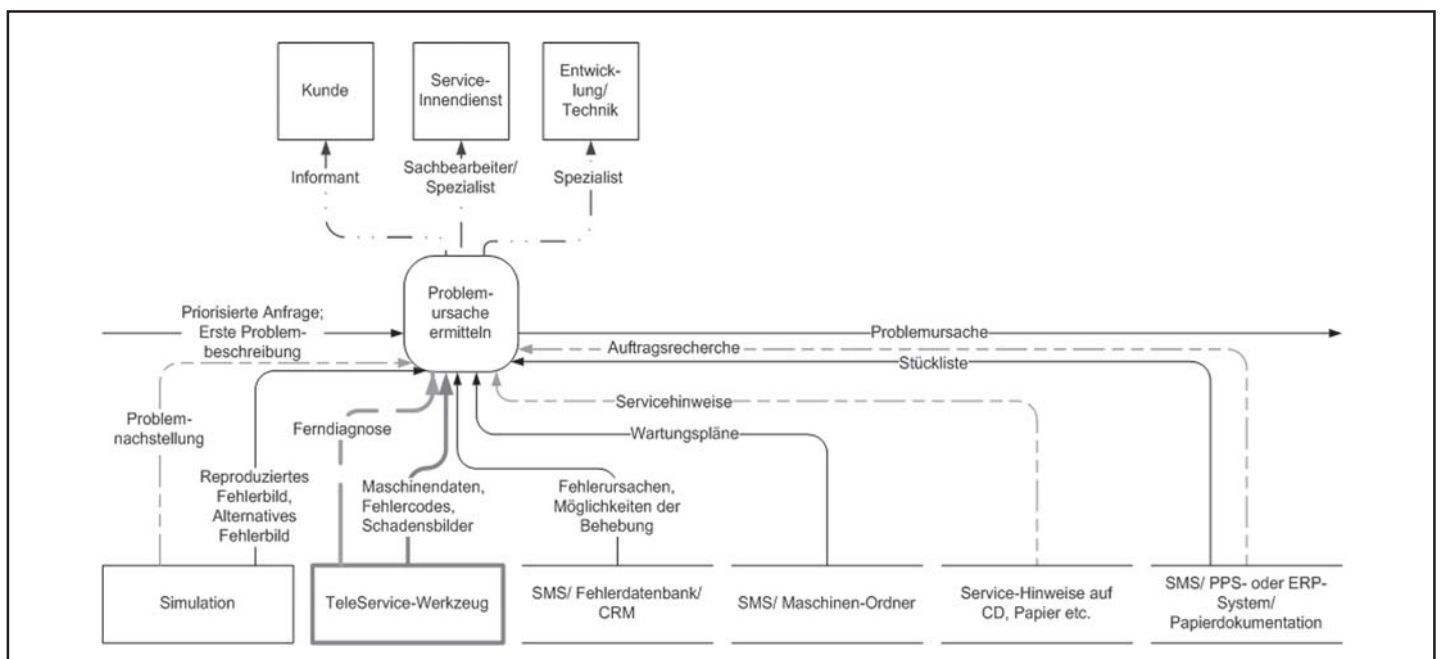 Kunde
Service-
Innendienst
Entwick-
lung/
Technik
Informant
Sachbearbeiter/
Spezialist
Spezialist
Problem-
ursache
ermitteln
Priorisierte Anfrage;
Erste Problem-
beschreibung
Problemursache
Auftragsrecherche
Stückliste
Servicehinweise
Wartungspläne
Problem-
nachstellung
Ferndiagnose
Reproduziertes
Fehlerbild,
Alternatives
Fehlerbild
Maschinendaten,
Fehlercodes,
Schadensbilder
Fehlerursachen,
Möglichkeiten der
Behebung
Simulation
TeleService-Werkzeug
SMS/ Fehlerdatenbank/
CRM
SMS/ Maschinen-Ordner
Service-Hinweise auf
CD, Papier etc.
SMS/ PPS- oder ERP-
System/
Papierdokumentation